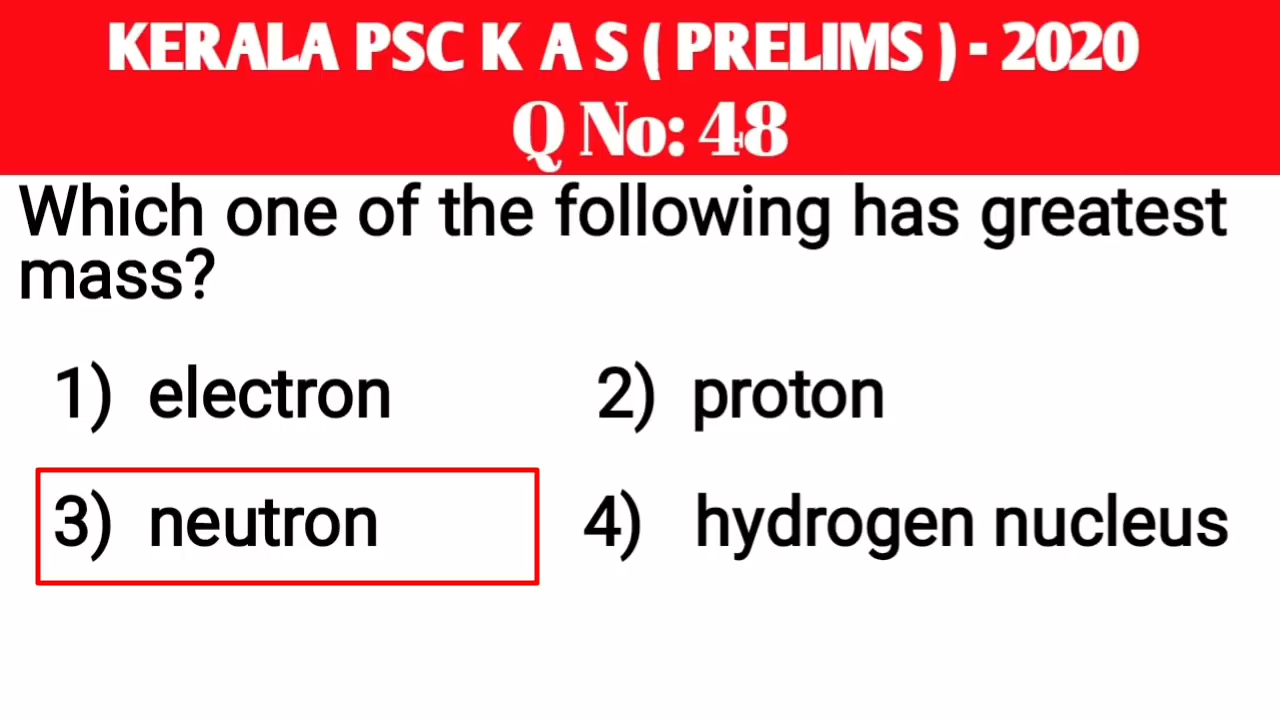 KERALA PSC K A S ( PRELIMS ) - 2020
Q No: 48
Which one of the following has greatest
mass?
1) electron 2) proton
3) neutron 4) hydrogen nucleus